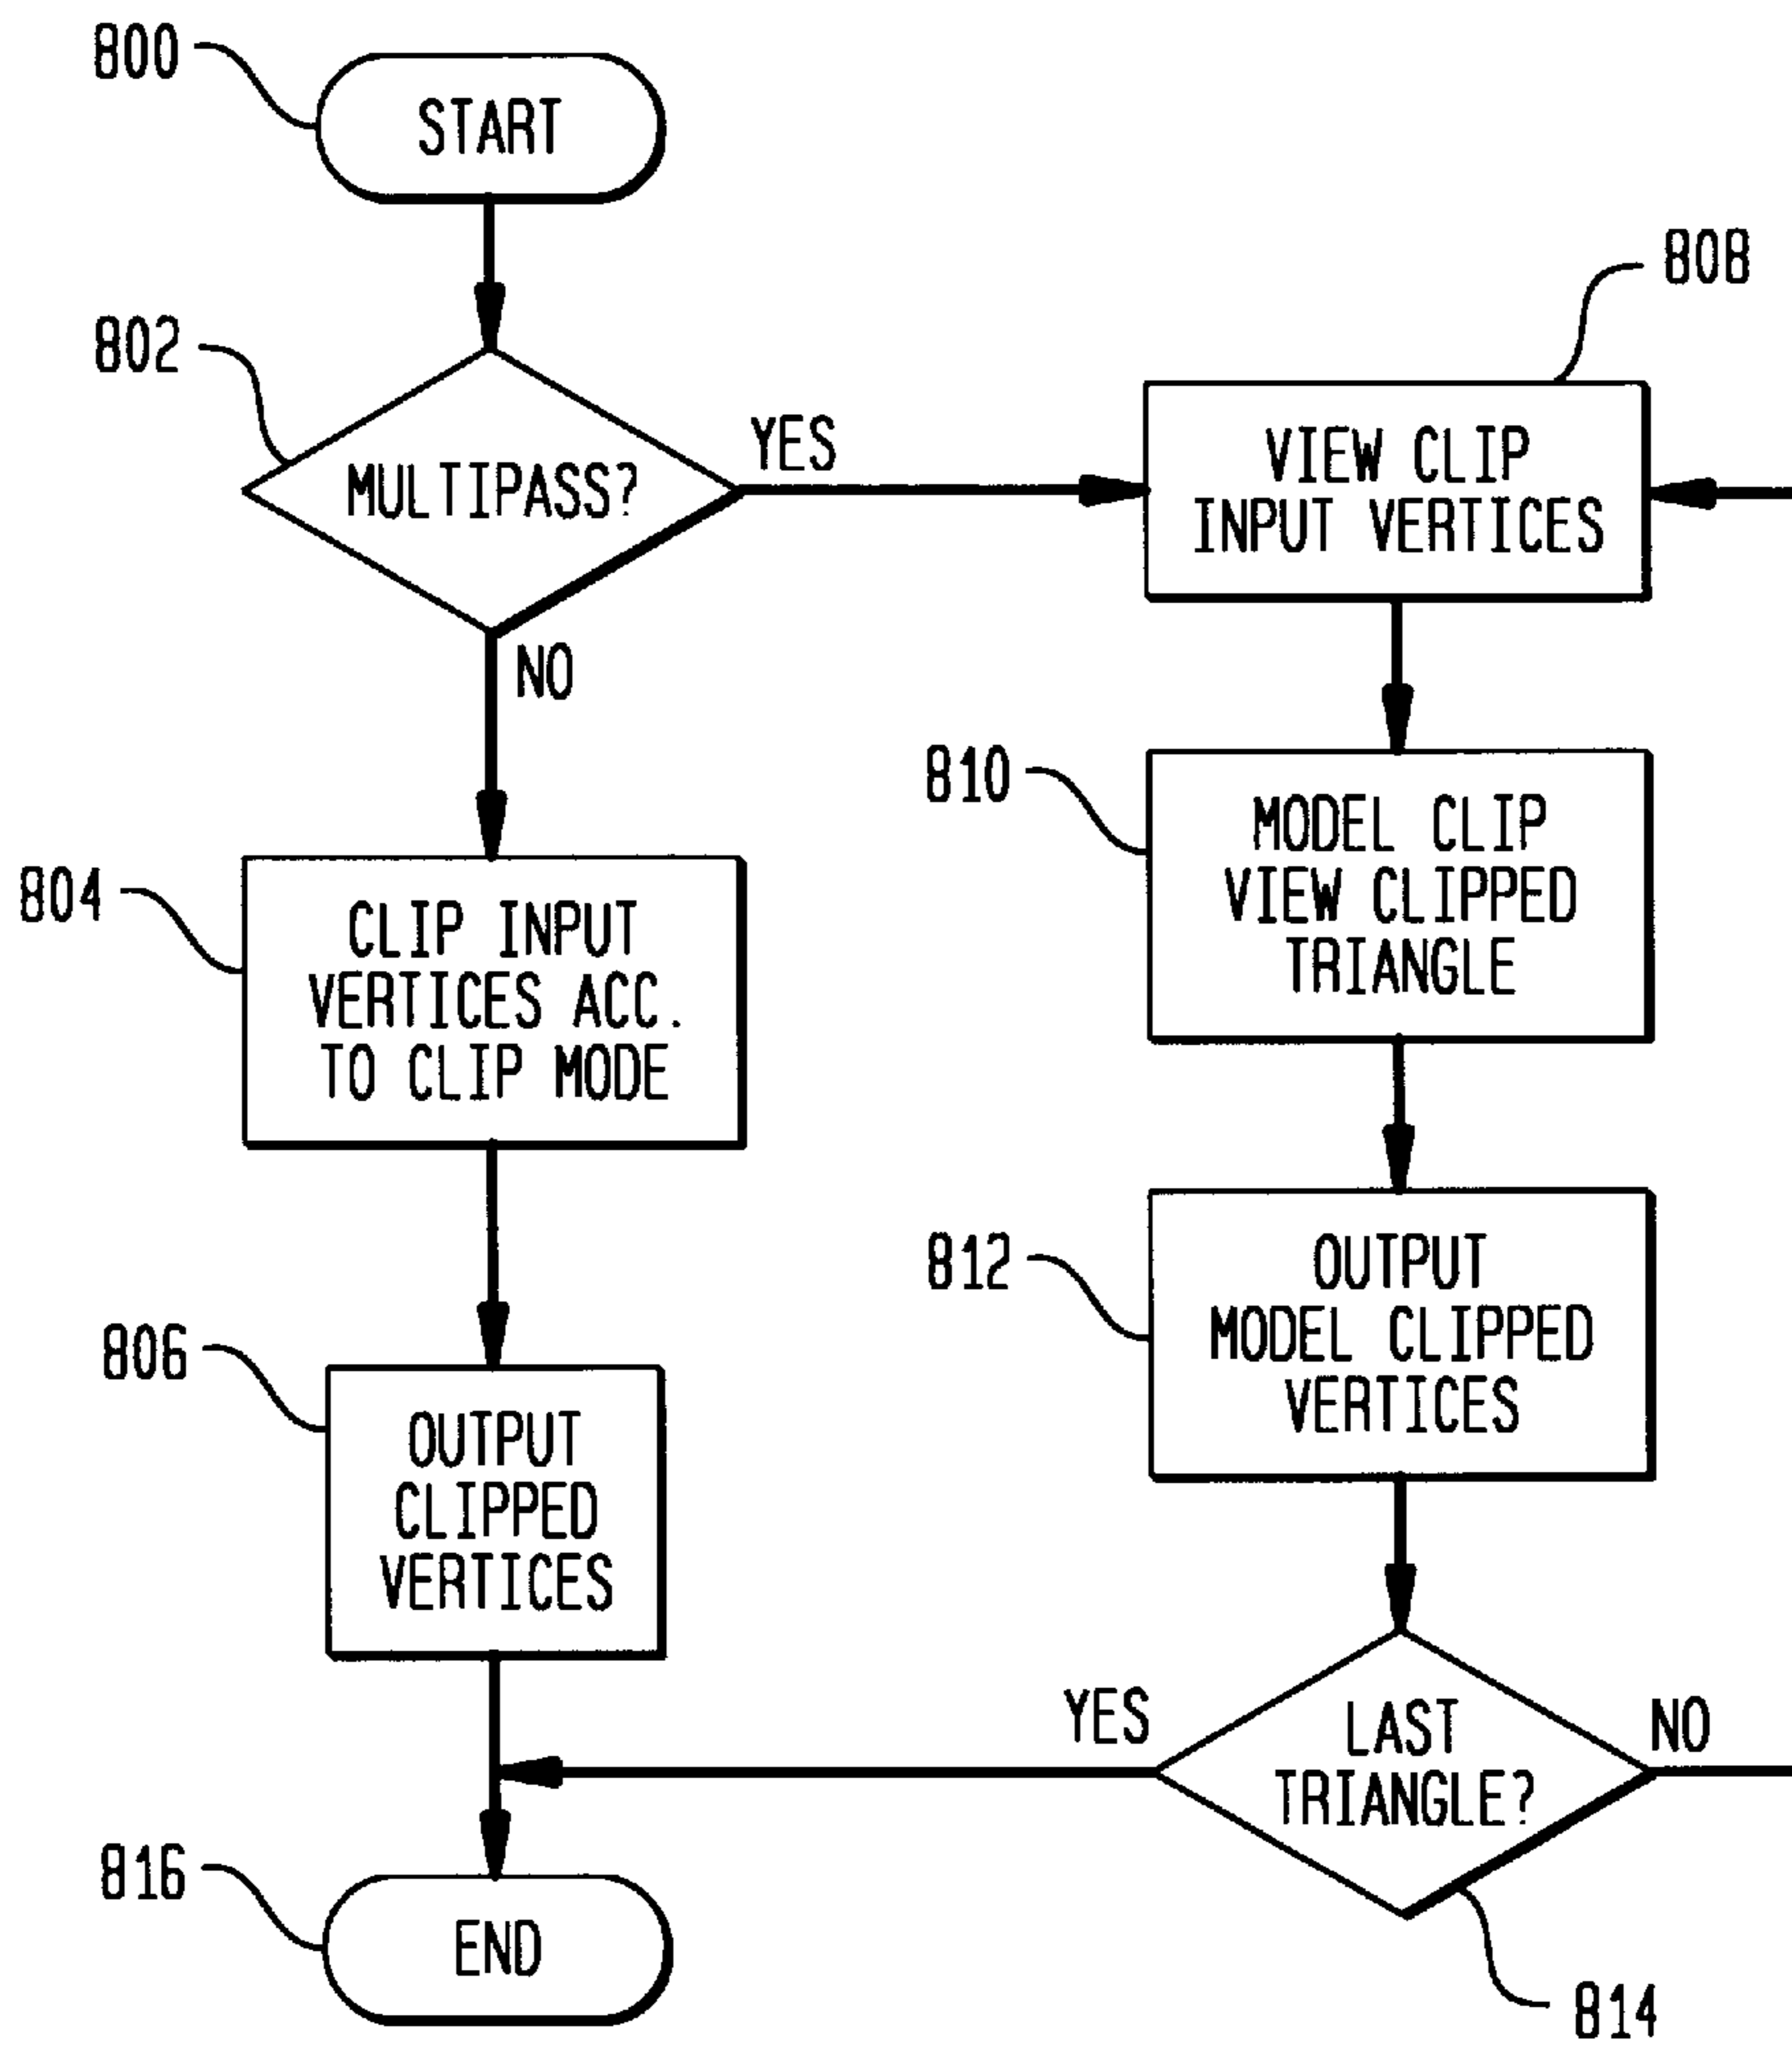 800
START
802
MULTIPASS?
YES
NO
804
CLIP INPUT
VERTICES ACC.
TO CLIP MODE
806
OUTPUT
CLIPPED
VERTICES
808
VIEW CLIP
INPUT VERTICES
810
MODEL CLIP
VIEW CLIPPED
TRIANGLE
812
OUTPUT
MODEL CLIPPED
VERTICES
YES
LAST
TRIANGLE?
NO
814
816
END